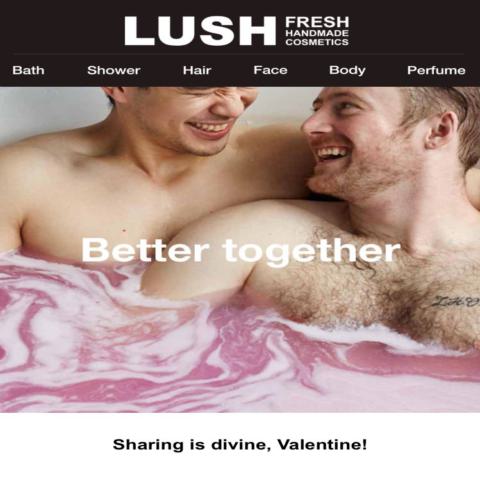 LUSH FRESH
HANDMADE
COSMETICS
Bath Shower Hair Face Body Perfume
Better together
Sharing is divine, Valentine!